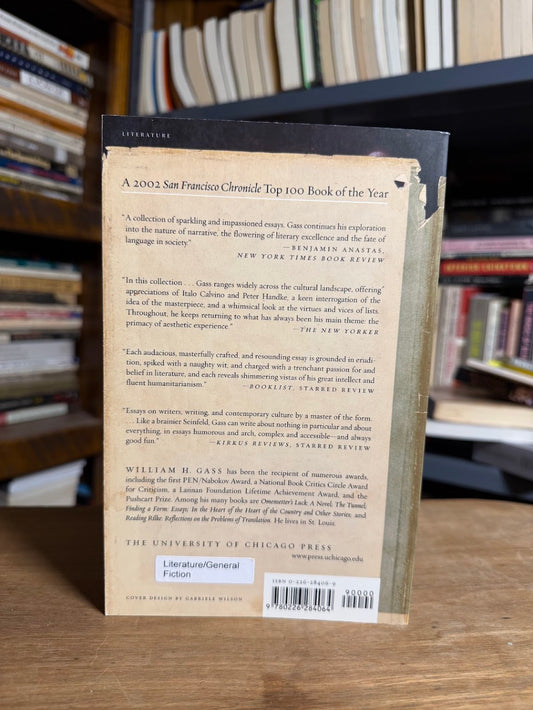 LITERATURE
A 2002 San Francisco Chronicle Top 100 Book of the Year
"A collection of sparkling and impassioned essays. Gass continues his exploration
into the nature of narrative, the flowering of literary excellence and the fate of
language in society."
—BENJAMIN ANASTAS,
NEW YORK TIMES BOOK REVIEW
"In this collection . . . Gass ranges widely across the cultural landscape, offering
appreciations of Italo Calvino and Peter Handke, a keen interrogation of the
idea of the masterpiece, and a whimsical look at the virtues and vices of lists.
Throughout, he keeps returning to what has always been his main theme: the
primacy of aesthetic experience."
—THE NEW YORKER
"Each audacious, masterfully crafted, and resounding essay is grounded in erudi-
tion, spiked with a naughty wit, and charged with a trenchant passion for and
belief in literature, and each reveals shimmering vistas of his great intellect and
fluent humanitarianism."
—BOOKLIST, STARRED REVIEW
"Essays on writers, writing, and contemporary culture by a master of the form.
. . . Like a brainier Seinfeld, Gass can write about nothing in particular and about
everything, in essays humorous and arch, complex and accessible—and always
good fun."
—KIRKUS REVIEWS, STARRED REVIEW
WILLIAM H. GASS has been the recipient of numerous awards,
including the first PEN/Nabokov Award, a National Book Critics Circle Award
for Criticism, a Lannan Foundation Lifetime Achievement Award, and the
Pushcart Prize. Among his many books are Omensetter's Luck: A Novel; The Tunnel;
Finding a Form: Essays; In the Heart of the Heart of the Country and Other Stories; and
Reading Rilke: Reflections on the Problems of Translation. He lives in St. Louis.
THE UNIVERSITY OF CHICAGO PRESS
www.press.uchicago.edu
Literature/General
Fiction
ISBN 0-226-28406-9
90000
9 780226 284064
COVER DESIGN BY GABRIELE WILSON